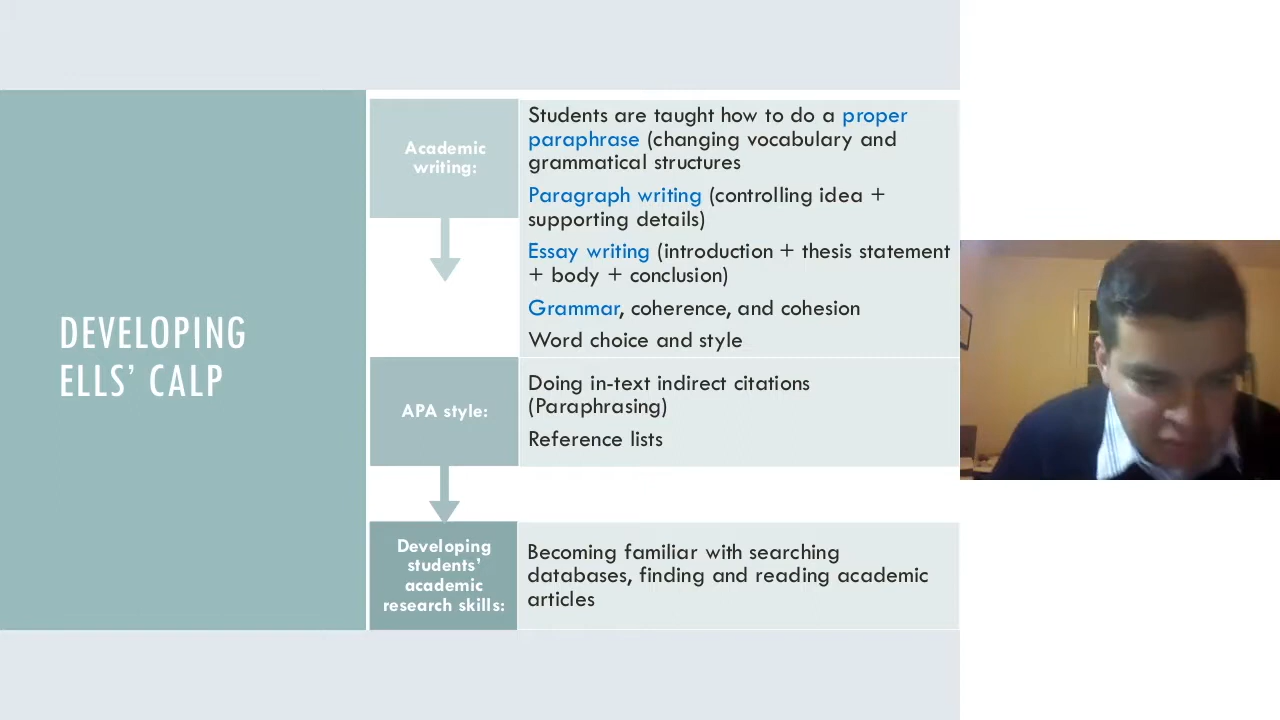 DEVELOPING
ELLS’ CALP
Academic
writing:
Students are taught how to do a proper
paraphrase (changing vocabulary and
grammatical structures
Paragraph writing (controlling idea +
supporting details)
Essay writing (introduction + thesis statement
+ body + conclusion)
Grammar, coherence, and cohesion
Word choice and style
APA style:
Doing in-text indirect citations
(Paraphrasing)
Reference lists
Developing
students’
academic
research skills:
Becoming familiar with searching
databases, finding and reading academic
articles